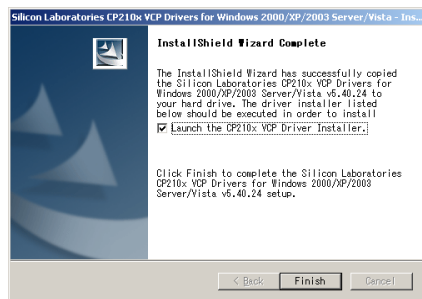 Silicon Laboratories CP210x VCP Drivers for Windows 2000/XP/2003 Server/Vista - Ins...
InstallShield Wizard Complete
The InstallShield Wizard has successfully copied
the Silicon Laboratories CP210x VCP Drivers for
Windows 2000/XP/2003 Server/Vista v5.40.24 to
your hard drive. The driver installer listed
below should be executed in order to install
Launch the CP210x VCP Driver Installer.
Click Finish to complete the Silicon Laboratories
CP210x VCP Drivers for Windows 2000/XP/2003
Server/Vista v5.40.24 setup.
< Back Finish Cancel